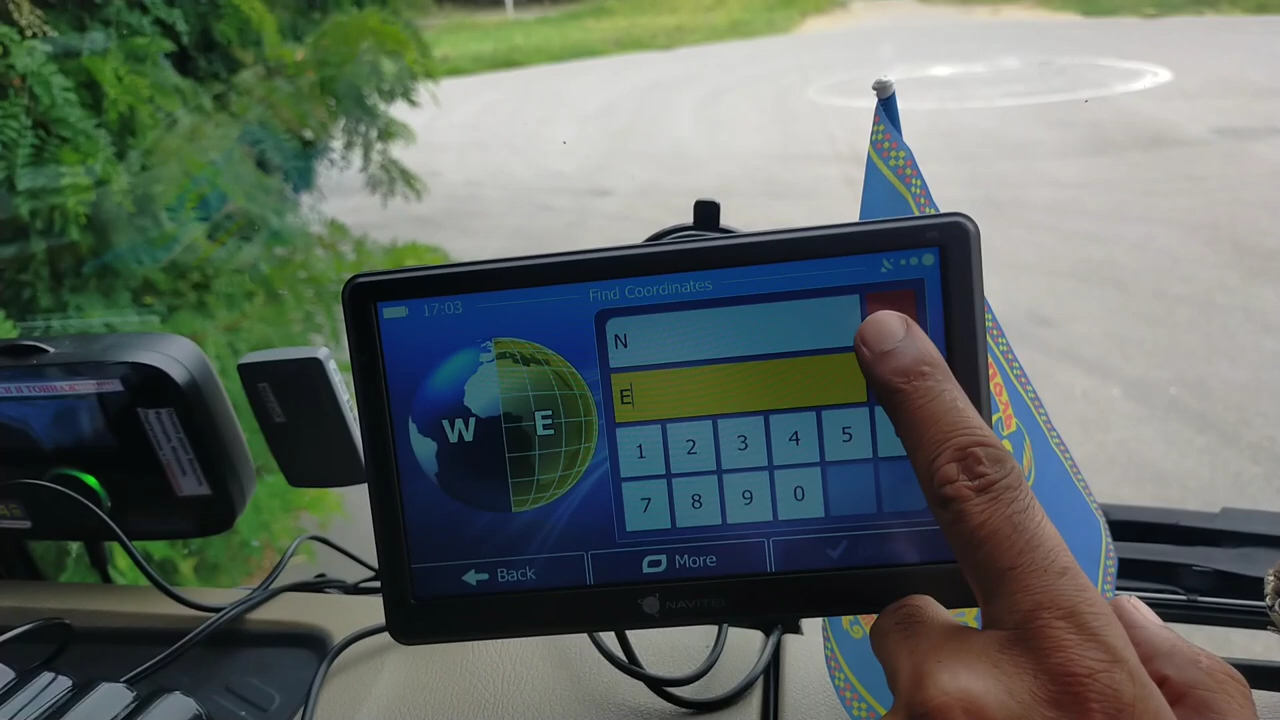 17:03
Find Coordinates
N
E
W E
1 2 3 4 5
7 8 9 0
Back
More
NAVITEL